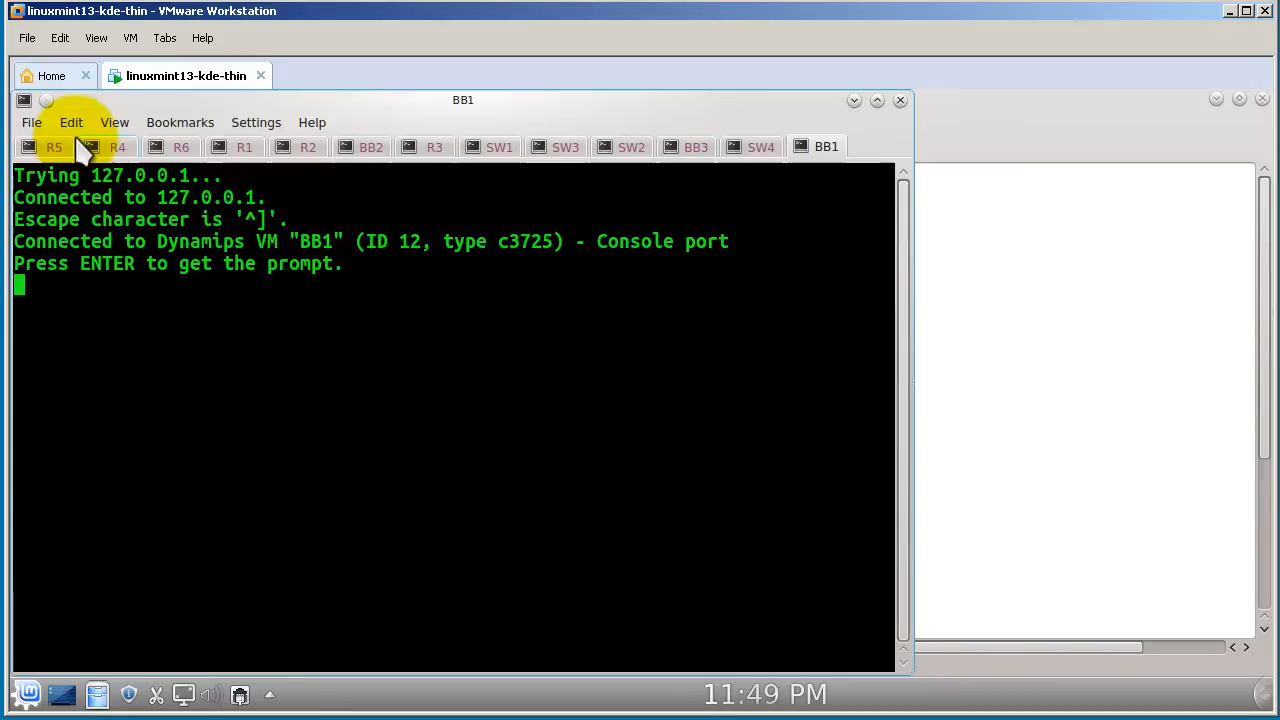 linuxmint13-kde-thin - VMware Workstation
File Edit View VM Tabs Help
Home linuxmint13-kde-thin
BB1
File Edit View Bookmarks Settings Help
R5 R4 R6 R1 R2 BB2 R3 SW1 SW3 SW2 BB3 SW4 BB1
Trying 127.0.0.1...
Connected to 127.0.0.1.
Escape character is '^]'.
Connected to Dynamips VM "BB1" (ID 12, type c3725) - Console port
Press ENTER to get the prompt.
11:49 PM